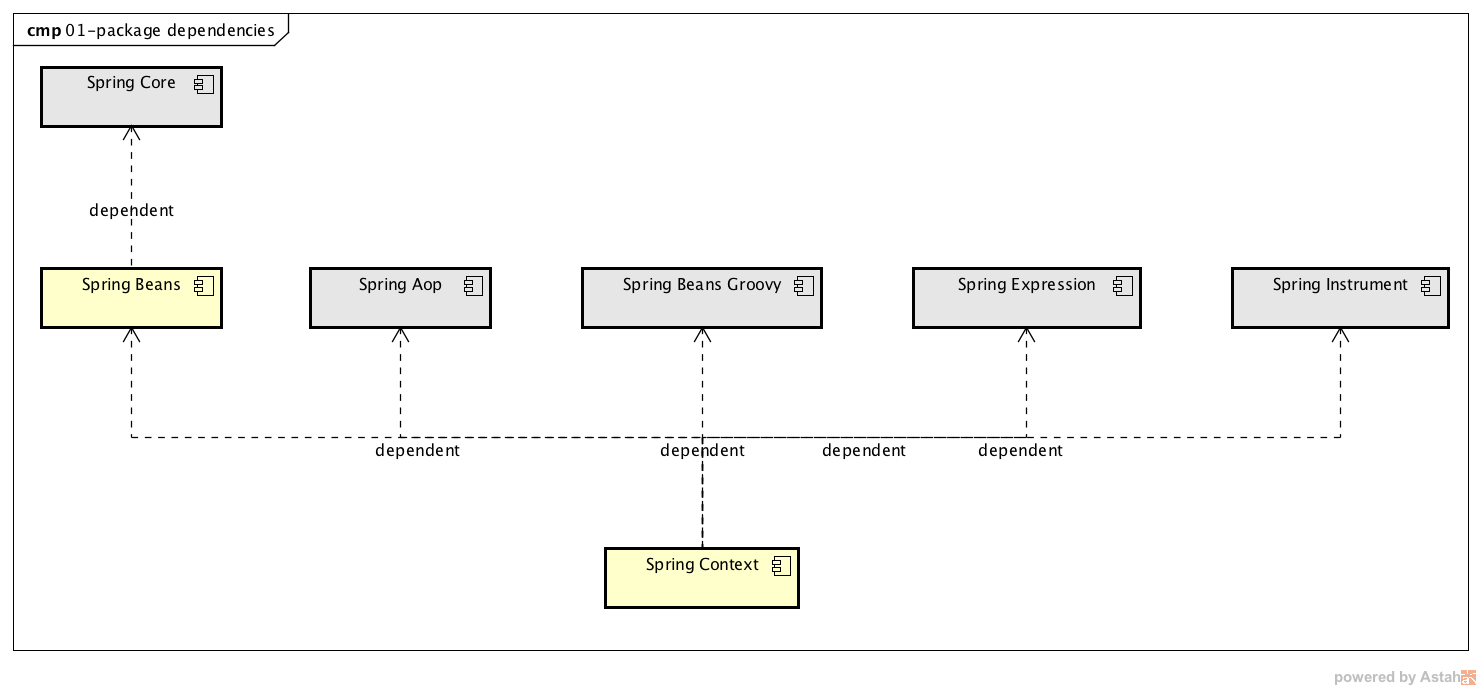 cmp 01-package dependencies
Spring Core
dependent
Spring Beans
Spring Aop
Spring Beans Groovy
Spring Expression
Spring Instrument
dependent
dependent
dependent
dependent
Spring Context
powered by Astah